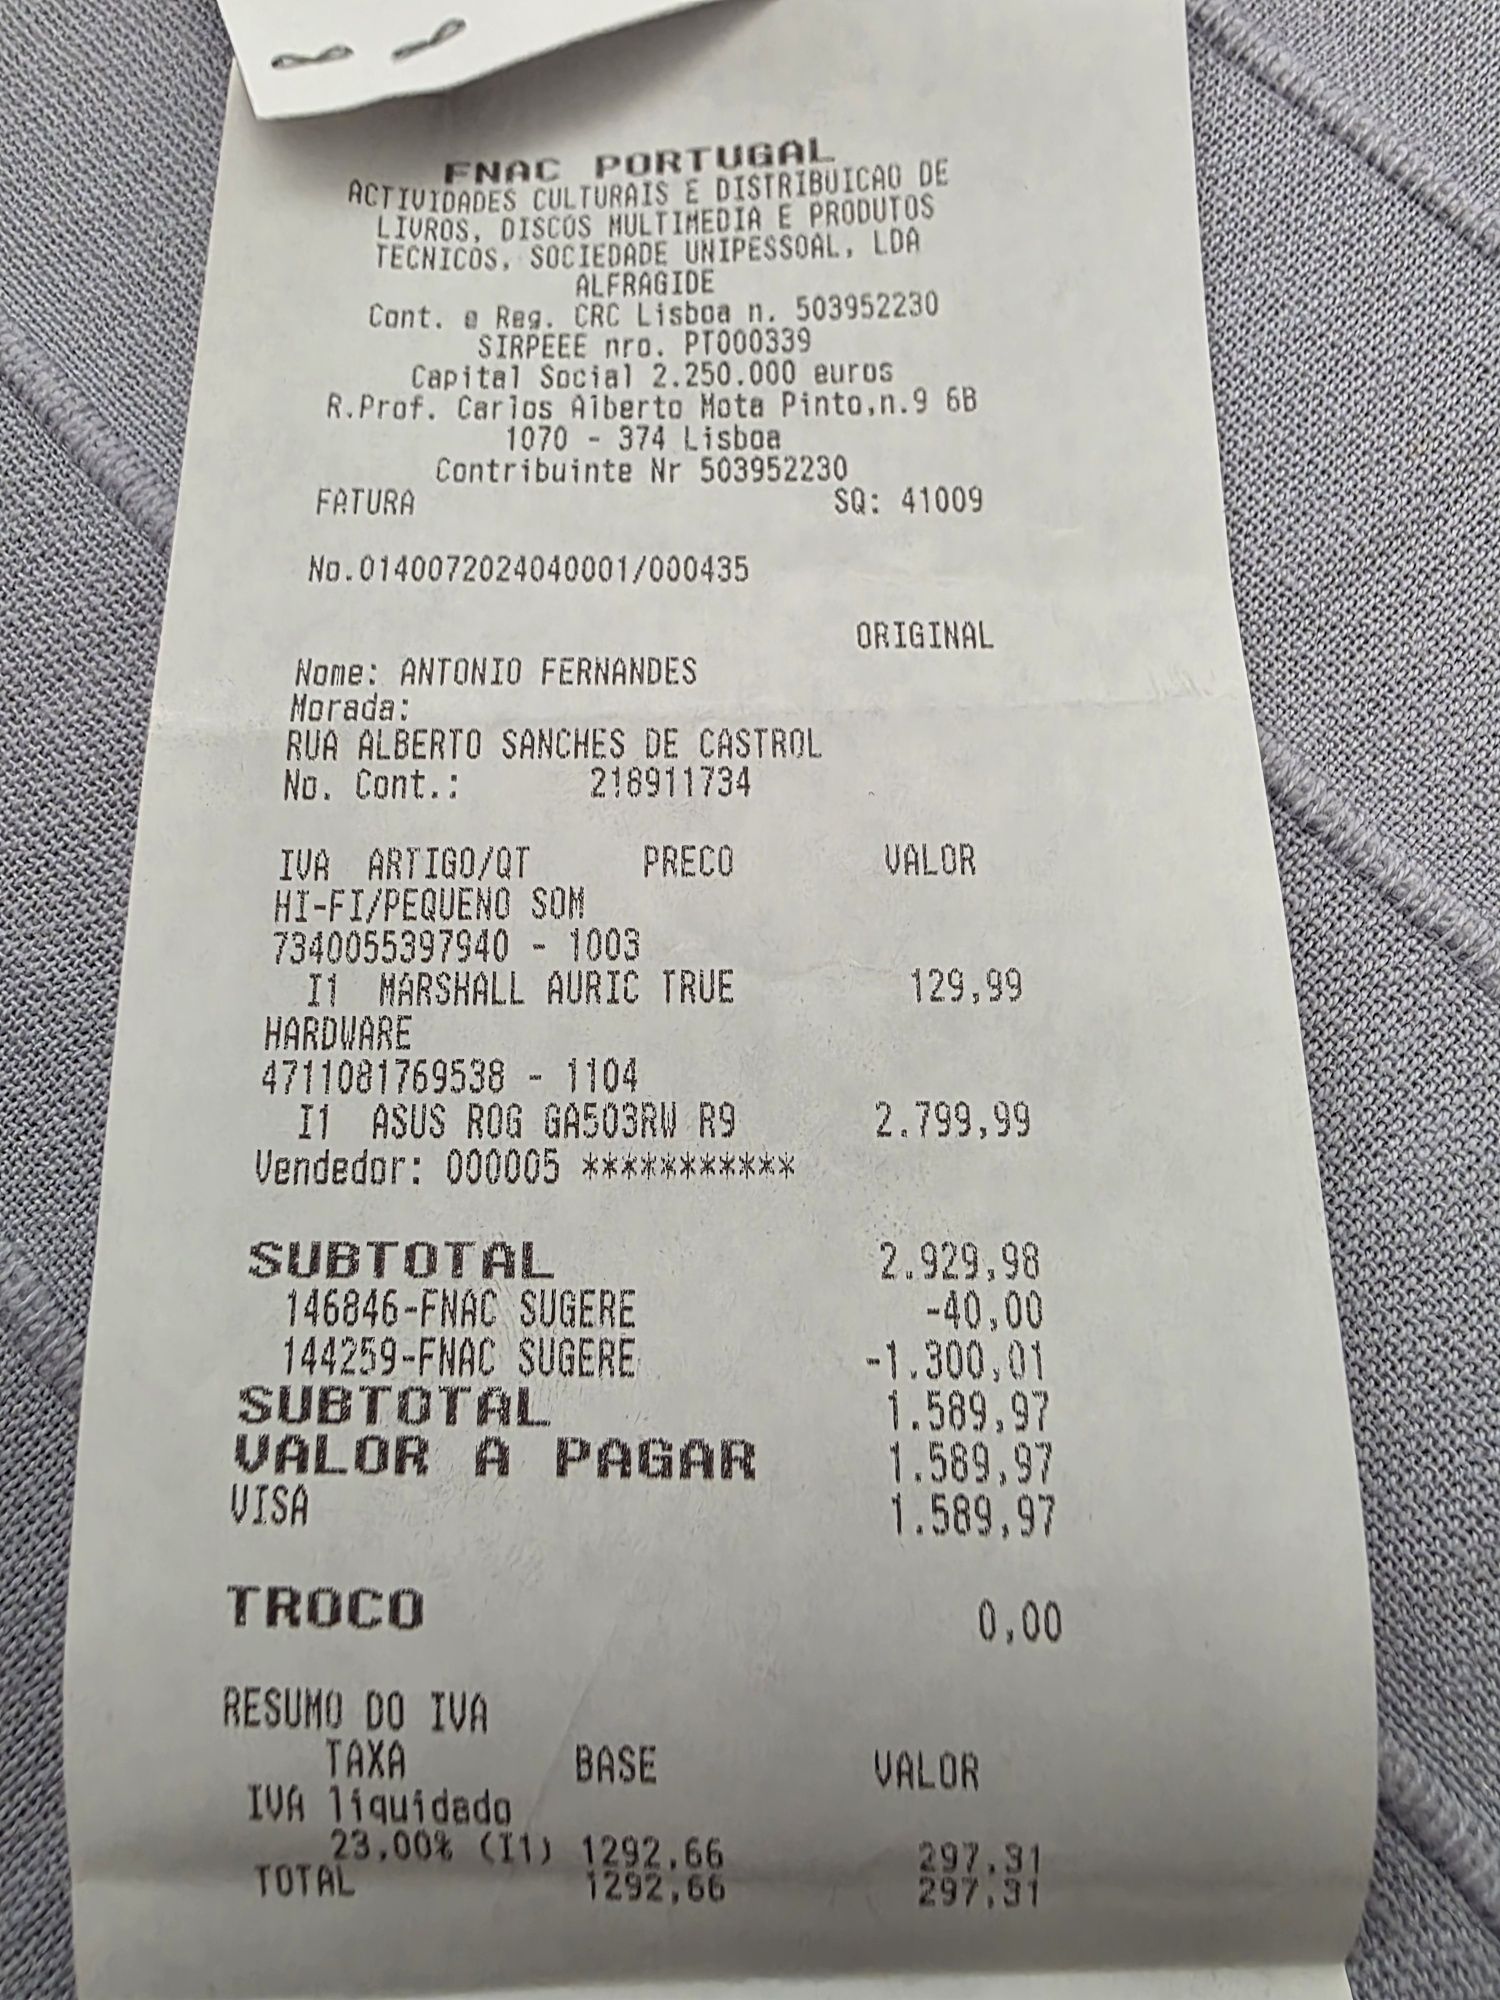 FNAC PORTUGAL
ACTIVIDADES CULTURAIS E DISTRIBUICAO DE
LIVROS, DISCOS MULTIMEDIA E PRODUTOS
TECNICOS, SOCIEDADE UNIPESSOAL, LDA
ALFRAGIDE
Cont. e Reg. CRC Lisboa n. 503952230
SIRPEEE nro. PT000339
Capital Social 2.250.000 euros
R.Prof. Carlos Alberto Mota Pinto,n.9 6B
1070 - 374 Lisboa
Contribuinte Nr 503952230
FATURA SQ: 41009
No.0140072024040001/000435
ORIGINAL
Nome: ANTONIO FERNANDES
Morada:
RUA ALBERTO SANCHES DE CASTROL
No. Cont.: 218911734
IVA ARTIGO/QT PRECO VALOR
HI-FI/PEQUENO SOM
7340055397940 - 1003
I1 MARSHALL AURIC TRUE 129,99
HARDWARE
4711081769538 - 1104
I1 ASUS ROG GA503RW R9 2.799,99
Vendedor: 000005 ***********
SUBTOTAL 2.929,98
146846-FNAC SUGERE -40,00
144259-FNAC SUGERE -1.300,01
SUBTOTAL 1.589,97
VALOR A PAGAR 1.589,97
VISA 1.589,97
TROCO 0,00
RESUMO DO IVA
TAXA BASE VALOR
IVA liquidado
23,00% (I1) 1292,66 297,31
TOTAL 1292,66 297,31